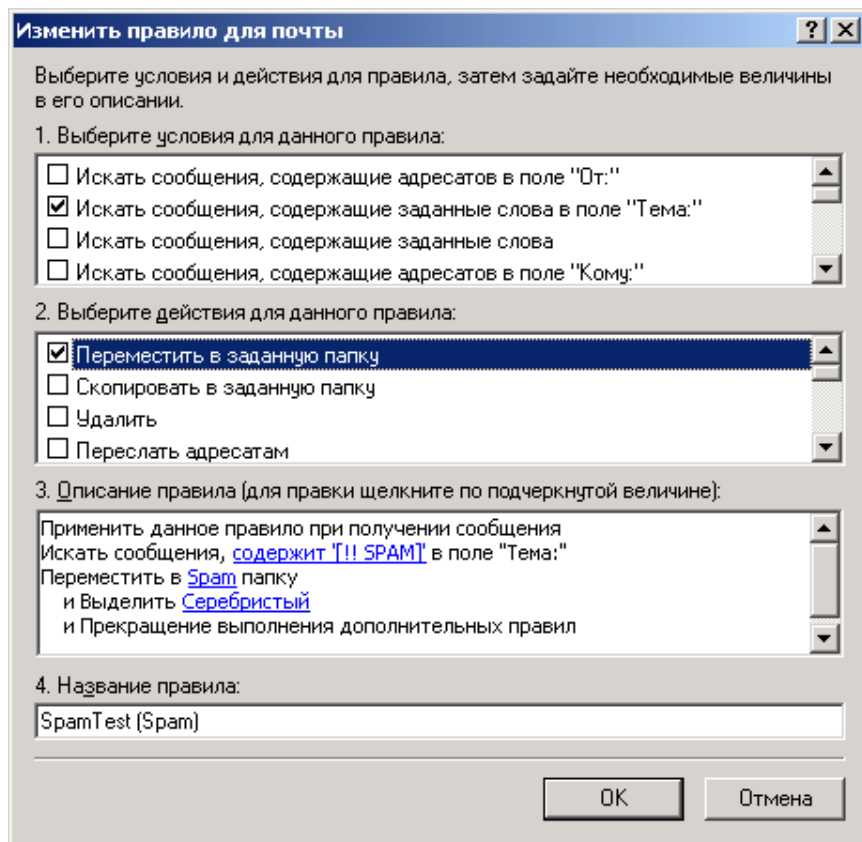 Изменить правило для почты
Выберите условия и действия для правила, затем задайте необходимые величины
в его описании.
1. Выберите условия для данного правила:
Искать сообщения, содержащие адресатов в поле "От:"
Искать сообщения, содержащие заданные слова в поле "Тема:"
Искать сообщения, содержащие заданные слова
Искать сообщения, содержащие адресатов в поле "Кому:"
2. Выберите действия для данного правила:
Переместить в заданную папку
Скопировать в заданную папку
Удалить
Переслать адресатам
3. Описание правила (для правки щелкните по подчеркнутой величине):
Применить данное правило при получении сообщения
Искать сообщения, содержит '[!! SPAM]' в поле "Тема:"
Переместить в Spam папку
и Выделить Серебристый
и Прекращение выполнения дополнительных правил
4. Название правила:
SpamTest (Spam)
OK Отмена